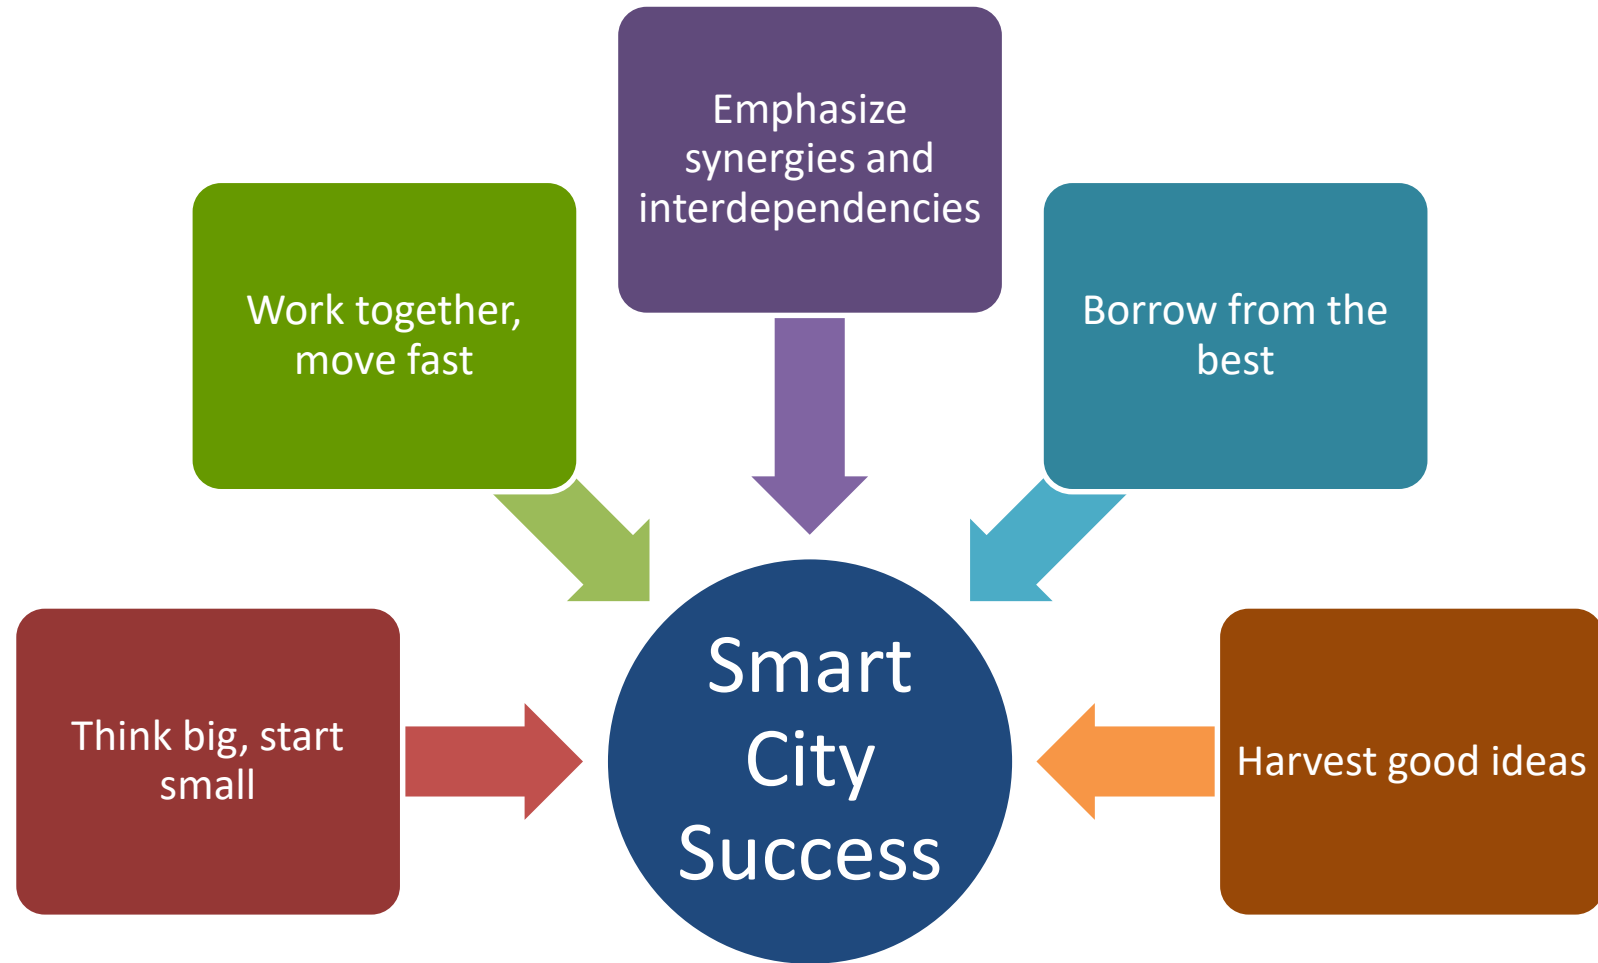 Emphasize
synergies and
interdependencies
Work together,
move fast
Borrow from the
best
Think big, start
small
Smart
City
Success
Harvest good ideas